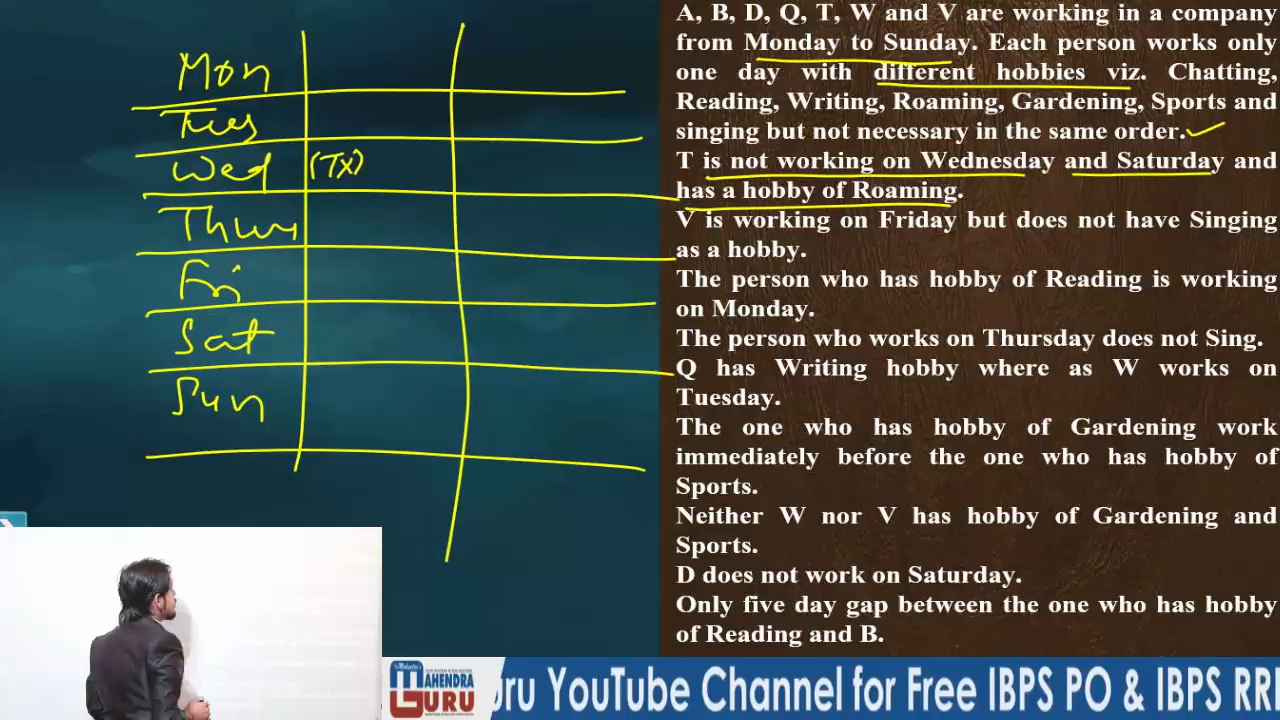 Mon
Tues
Wed (TX)
Thurs
Fri
Sat
Sun
A, B, D, Q, T, W and V are working in a company
from Monday to Sunday. Each person works only
one day with different hobbies viz. Chatting,
Reading, Writing, Roaming, Gardening, Sports and
singing but not necessary in the same order.
T is not working on Wednesday and Saturday and
has a hobby of Roaming.
V is working on Friday but does not have Singing
as a hobby.
The person who has hobby of Reading is working
on Monday.
The person who works on Thursday does not Sing.
Q has Writing hobby where as W works on
Tuesday.
The one who has hobby of Gardening work
immediately before the one who has hobby of
Sports.
Neither W nor V has hobby of Gardening and
Sports.
D does not work on Saturday.
Only five day gap between the one who has hobby
of Reading and B.
MAHENDRA
GURU
uru YouTube Channel for Free IBPS PO & IBPS RRI